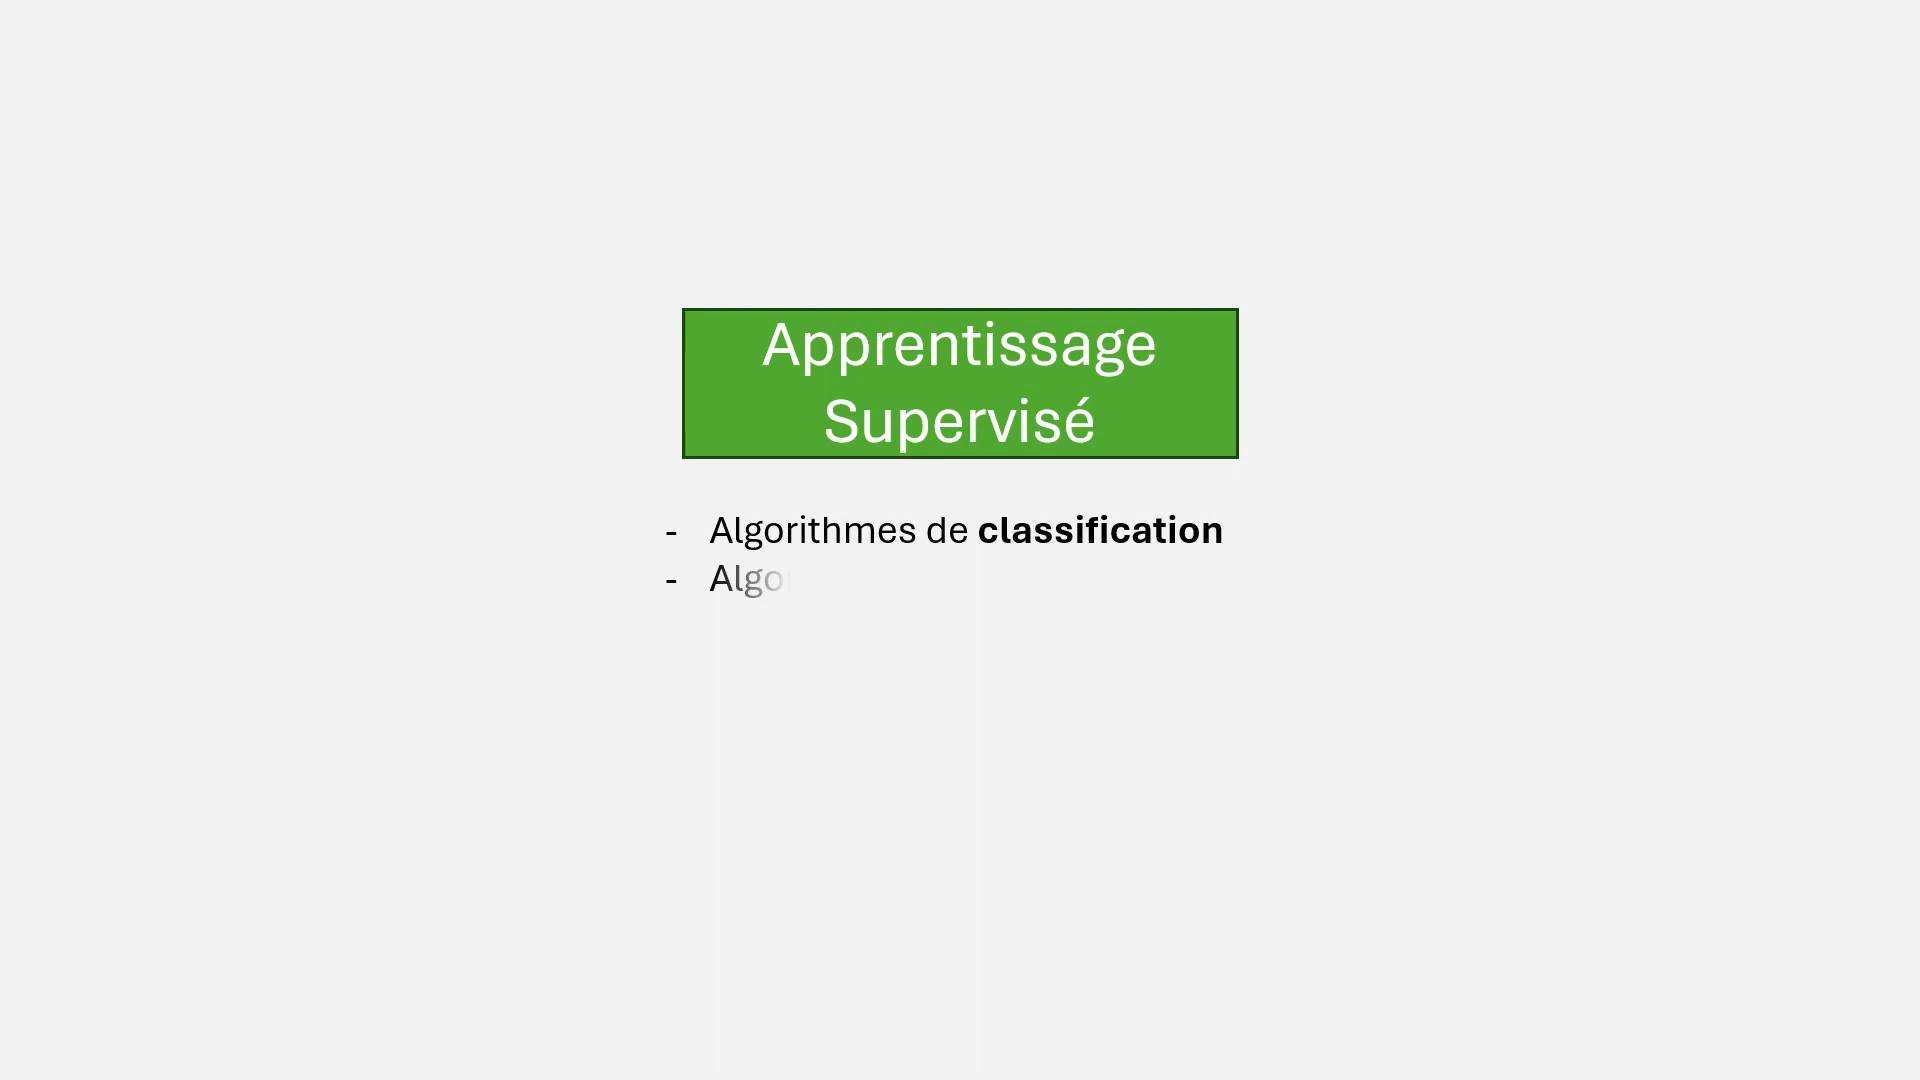 Apprentissage
Supervisé
- Algorithmes de classification
- Algo